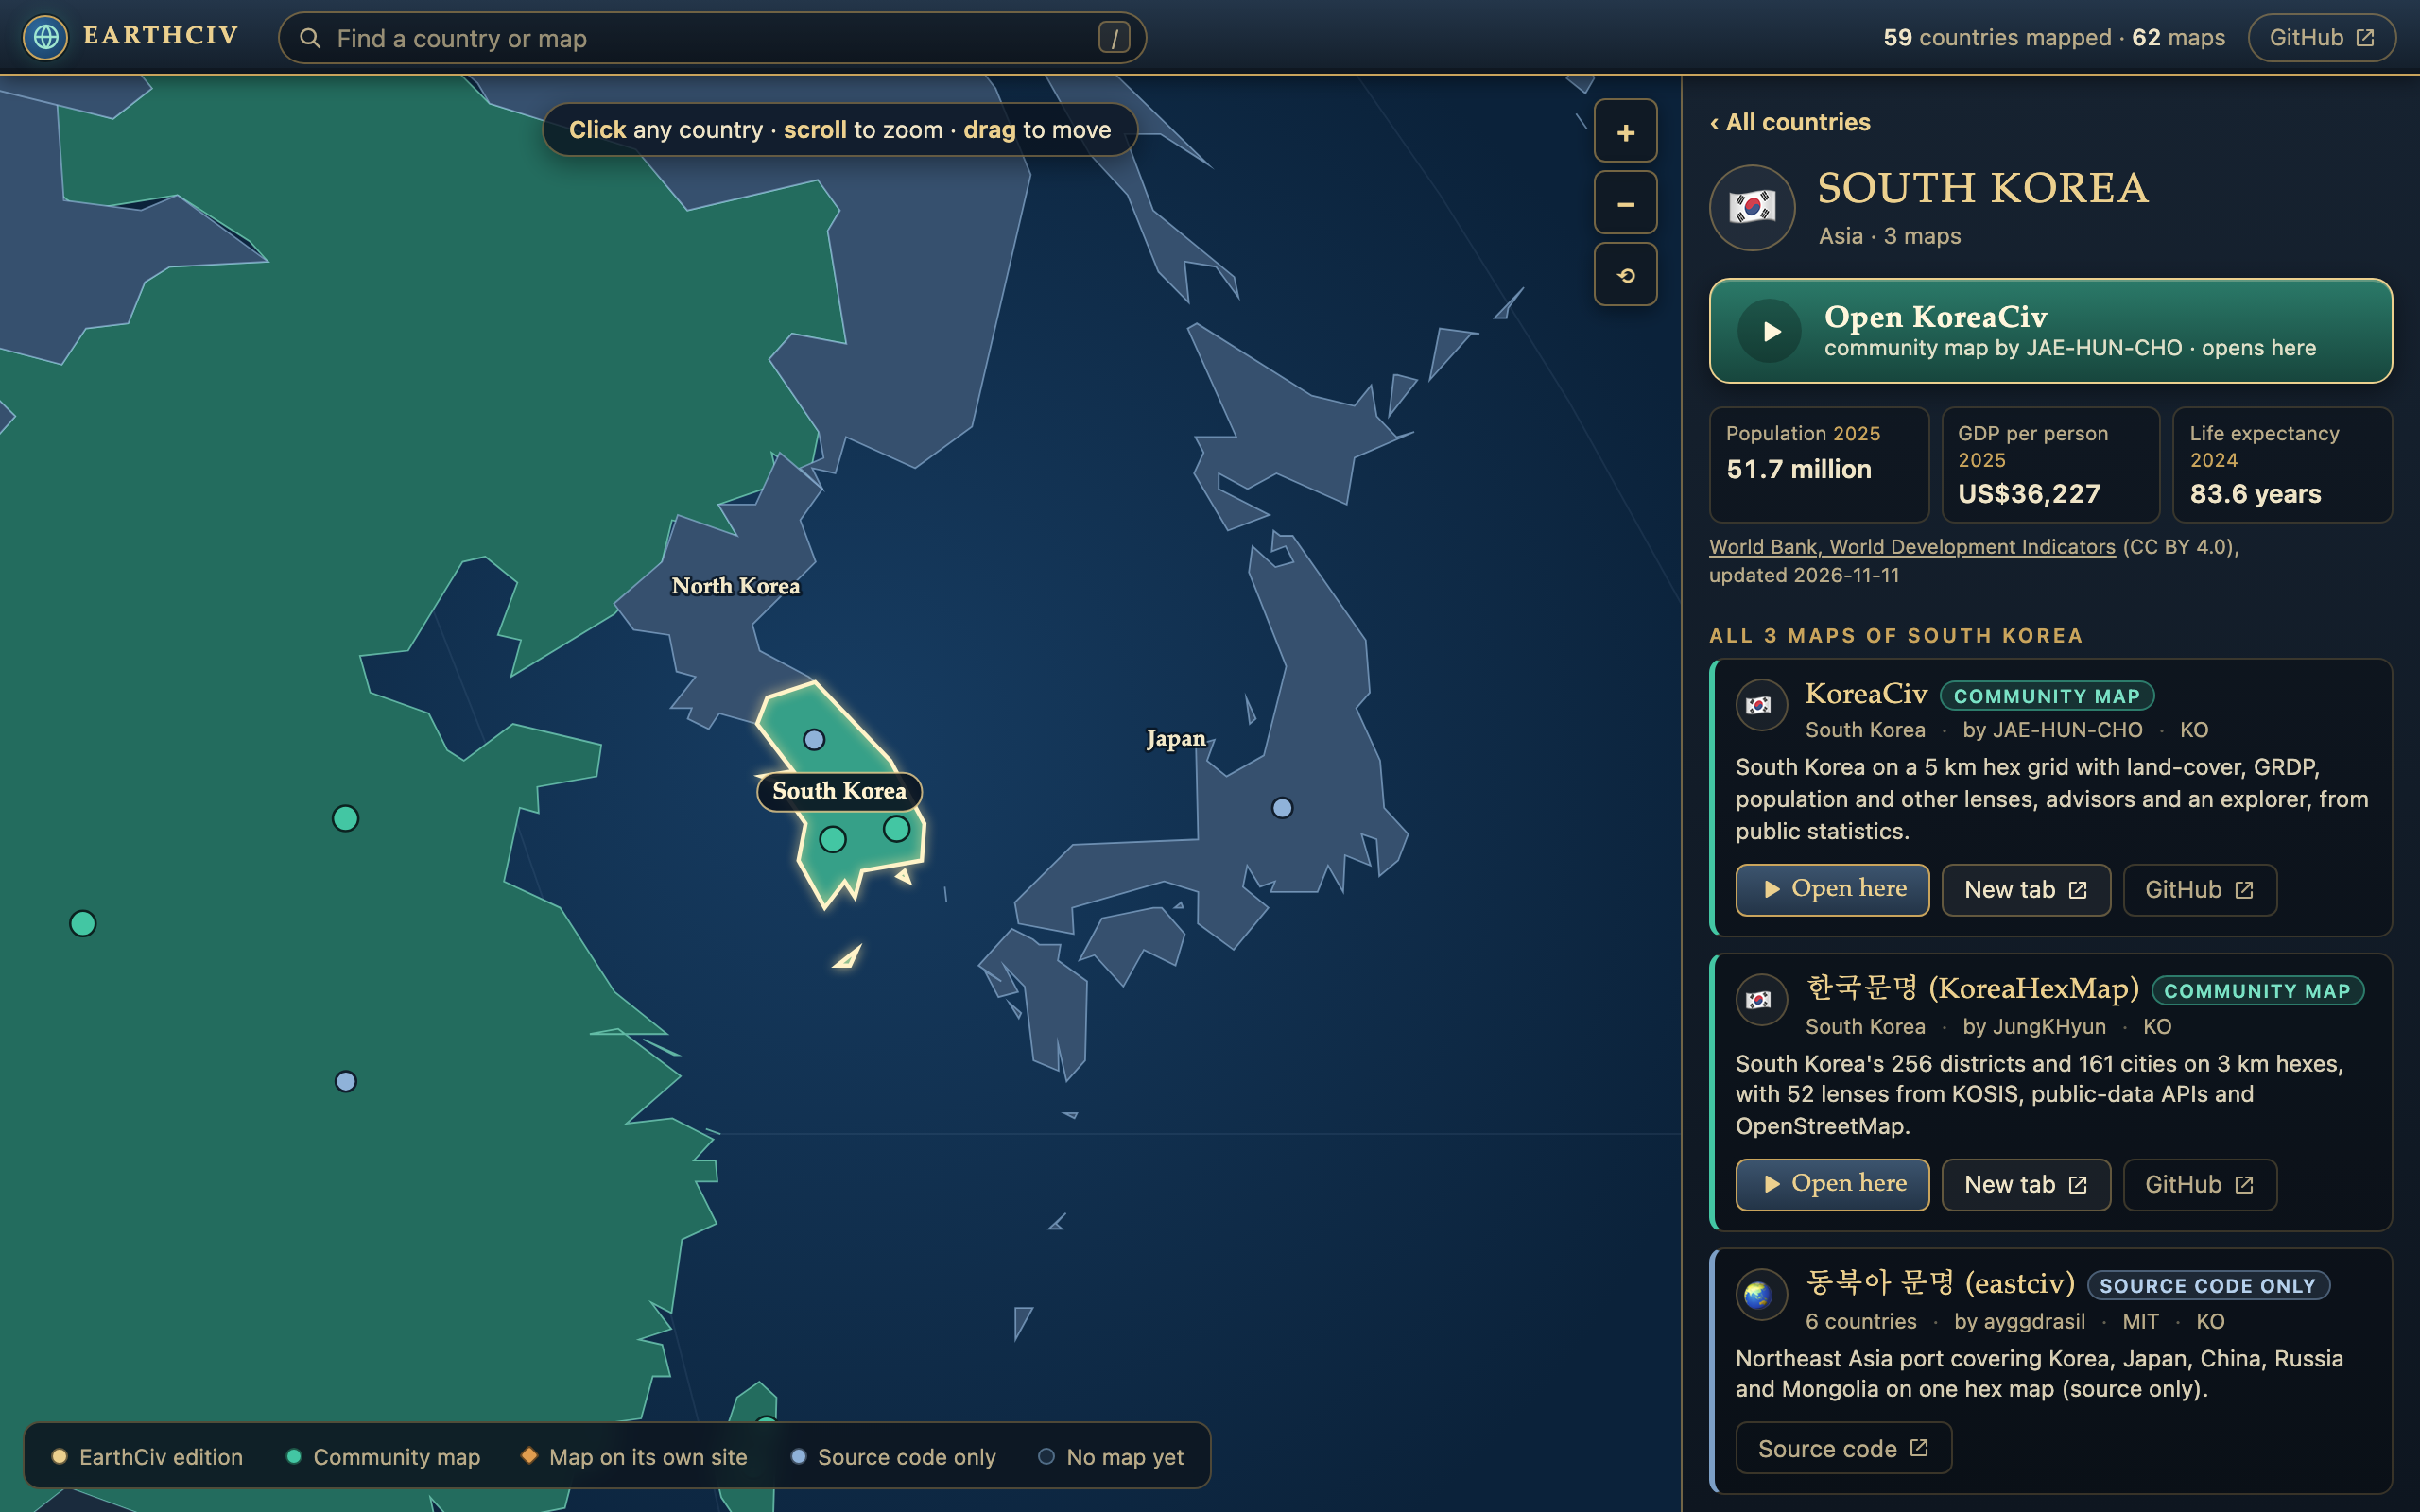 EARTHCIV
Find a country or map
/
59 countries mapped · 62 maps
GitHub
Click any country · scroll to zoom · drag to move
+
−
North Korea
South Korea
Japan
EarthCiv edition
Community map
Map on its own site
Source code only
No map yet
‹ All countries
SOUTH KOREA
Asia · 3 maps
Open KoreaCiv
community map by JAE-HUN-CHO · opens here
Population 2025
51.7 million
GDP per person
2025
US$36,227
Life expectancy
2024
83.6 years
World Bank, World Development Indicators (CC BY 4.0),
updated 2026-11-11
ALL 3 MAPS OF SOUTH KOREA
KoreaCiv COMMUNITY MAP
South Korea · by JAE-HUN-CHO · KO
South Korea on a 5 km hex grid with land-cover, GRDP,
population and other lenses, advisors and an explorer, from
public statistics.
Open here New tab GitHub
한국문명 (KoreaHexMap) COMMUNITY MAP
South Korea · by JungKHyun · KO
South Korea's 256 districts and 161 cities on 3 km hexes,
with 52 lenses from KOSIS, public-data APIs and
OpenStreetMap.
Open here New tab GitHub
동북아 문명 (eastciv) SOURCE CODE ONLY
6 countries · by ayggdrasil · MIT · KO
Northeast Asia port covering Korea, Japan, China, Russia
and Mongolia on one hex map (source only).
Source code